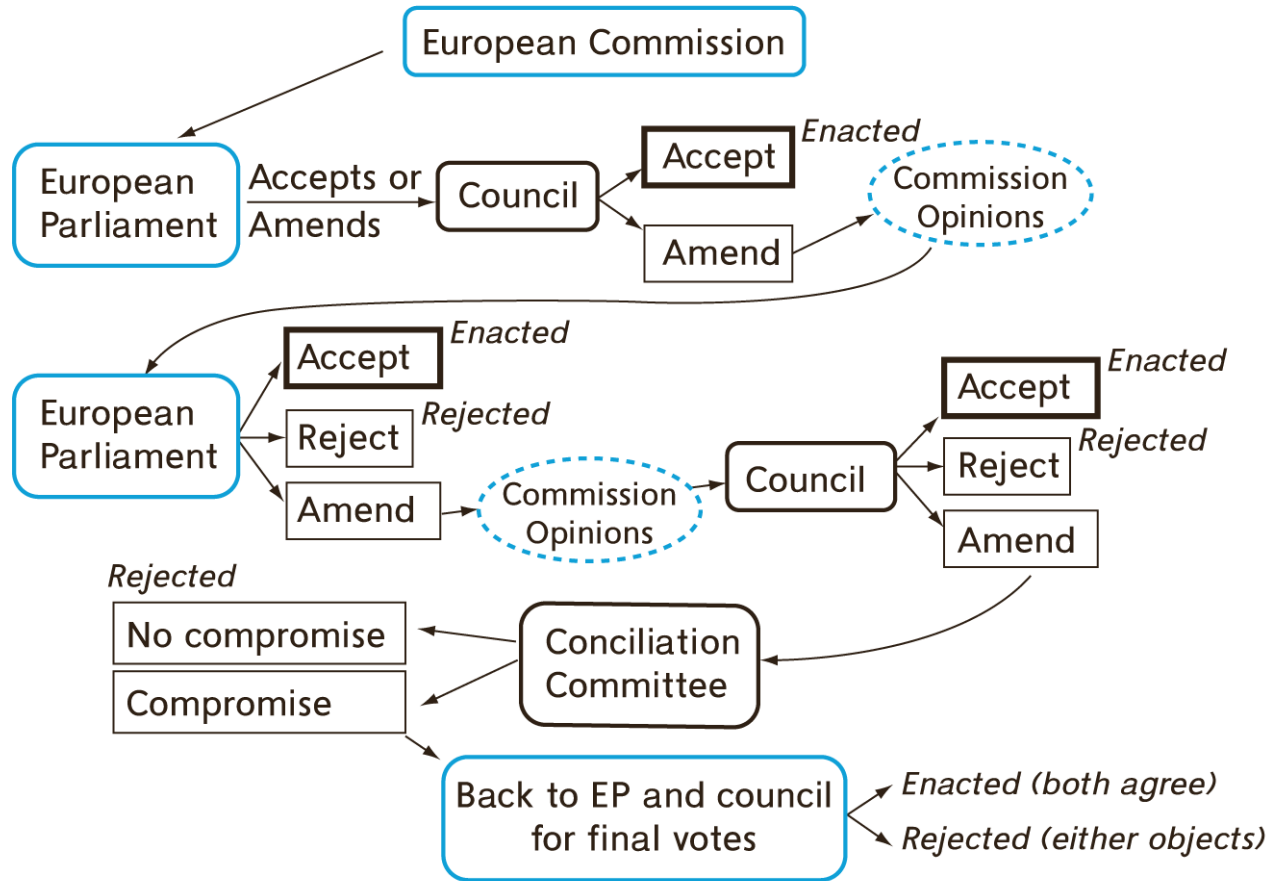 European Commission
European
Parliament
Accepts or
Amends
Council
Accept
Enacted
Amend
Commission
Opinions
European
Parliament
Accept
Enacted
Reject
Rejected
Amend
Commission
Opinions
Council
Accept
Enacted
Reject
Rejected
Amend
Conciliation
Committee
Rejected
No compromise
Compromise
Back to EP and council
for final votes
Enacted (both agree)
Rejected (either objects)